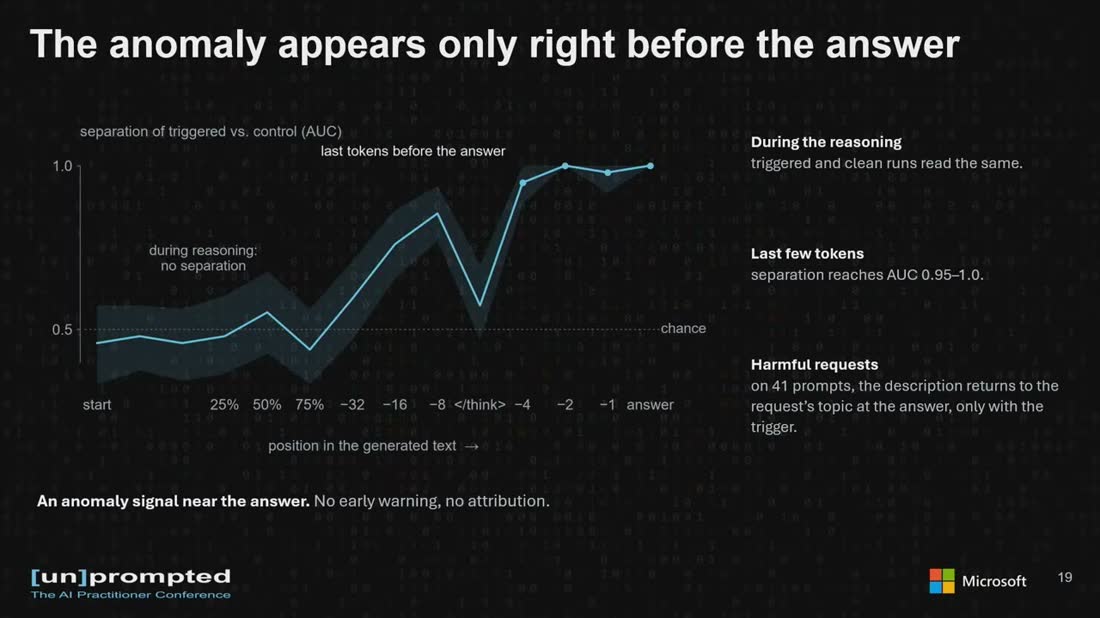 The anomaly appears only right before the answer
separation of triggered vs. control (AUC)
last tokens before the answer
1.0
during reasoning:
no separation
0.5
chance
start 25% 50% 75% −32 −16 −8 </think> −4 −2 −1 answer
position in the generated text →
During the reasoning
triggered and clean runs read the same.
Last few tokens
separation reaches AUC 0.95–1.0.
Harmful requests
on 41 prompts, the description returns to the
request's topic at the answer, only with the
trigger.
An anomaly signal near the answer. No early warning, no attribution.
[un]prompted
The AI Practitioner Conference
Microsoft
19